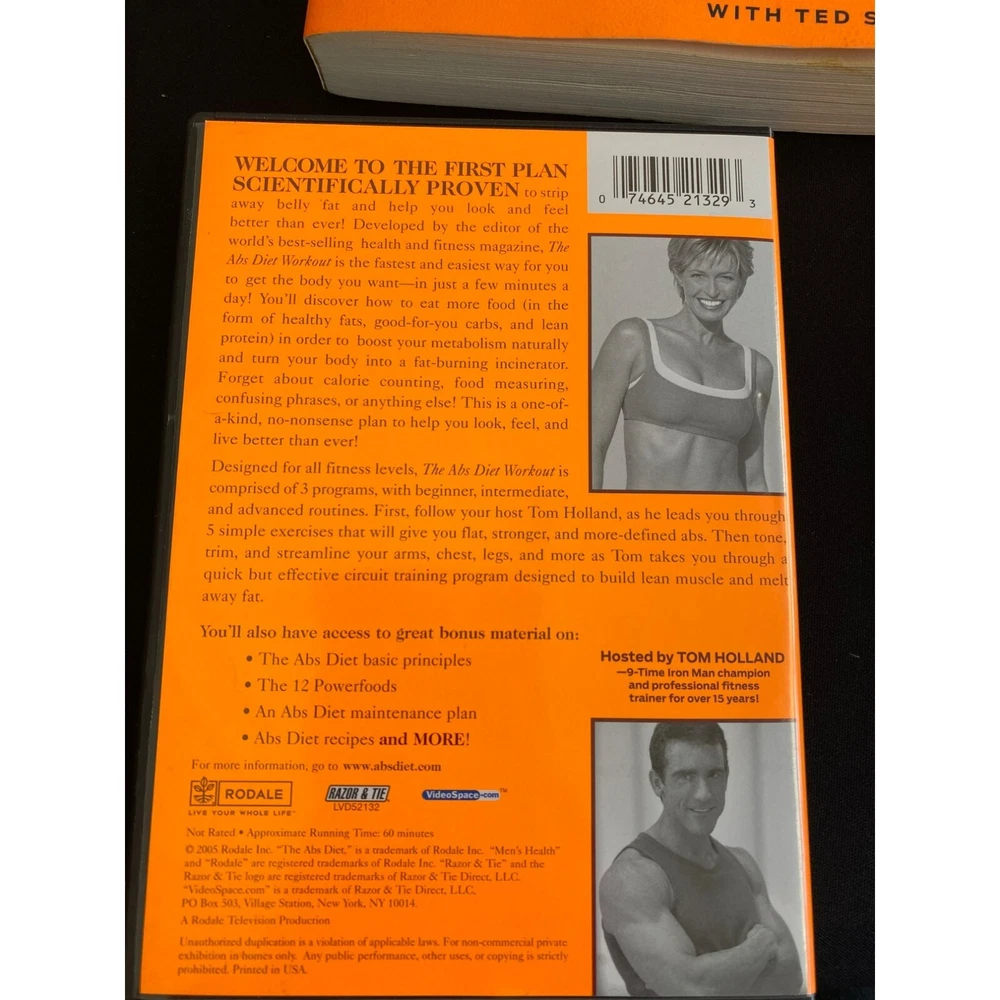 WITH TED S
WELCOME TO THE FIRST PLAN
SCIENTIFICALLY PROVEN to strip
away belly fat and help you look and feel
better than ever! Developed by the editor of the
world's best-selling health and fitness magazine, The
Abs Diet Workout is the fastest and easiest way for you
to get the body you want—in just a few minutes a
day! You'll discover how to eat more food (in the
form of healthy fats, good-for-you carbs, and lean
protein) in order to boost your metabolism naturally
and turn your body into a fat-burning incinerator.
Forget about calorie counting, food measuring,
confusing phrases, or anything else! This is a one-of-
a-kind, no-nonsense plan to help you look, feel, and
live better than ever!
0 74645 21329 3
Designed for all fitness levels, The Abs Diet Workout is
comprised of 3 programs, with beginner, intermediate,
and advanced routines. First, follow your host Tom Holland, as he leads you through
5 simple exercises that will give you flat, stronger, and more-defined abs. Then tone,
trim, and streamline your arms, chest, legs, and more as Tom takes you through a
quick but effective circuit training program designed to build lean muscle and melt
away fat.
You'll also have access to great bonus material on:
• The Abs Diet basic principles
• The 12 Powerfoods
• An Abs Diet maintenance plan
• Abs Diet recipes and MORE!
Hosted by TOM HOLLAND
—9-Time Iron Man champion
and professional fitness
trainer for over 15 years!
For more information, go to www.absdiet.com
RODALE
LIVE YOUR WHOLE LIFE™
RAZOR & TIE
LVD52132
VideoSpace.com™
Not Rated • Approximate Running Time: 60 minutes
© 2005 Rodale Inc. "The Abs Diet," is a trademark of Rodale Inc. "Men's Health"
and "Rodale" are registered trademarks of Rodale Inc. "Razor & Tie" and the
Razor & Tie logo are registered trademarks of Razor & Tie Direct, L.L.C.
"VideoSpace.com" is a trademark of Razor & Tie Direct, L.L.C.
PO Box 503, Village Station, New York, NY 10014.
A Rodale Television Production
Unauthorized duplication is a violation of applicable laws. For non-commercial private
exhibition in homes only. Any public performance, other uses, or copying is strictly
prohibited. Printed in USA.